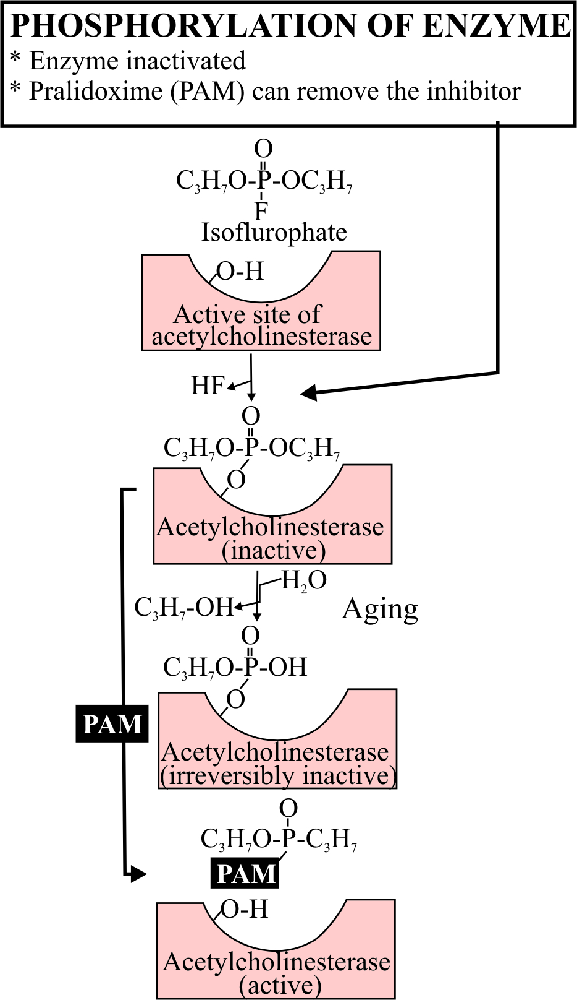 PHOSPHORYLATION OF ENZYME
* Enzyme inactivated
* Pralidoxime (PAM) can remove the inhibitor
O
C₃H₇O-P-OC₃H₇
F
Isoflurophate
O-H
Active site of
acetylcholinesterase
HF
O
C₃H₇O-P-OC₃H₇
O
Acetylcholinesterase
(inactive)
H₂O
C₃H₇-OH
Aging
O
C₃H₇O-P-OH
O
PAM
Acetylcholinesterase
(irreversibly inactive)
O
C₃H₇O-P-C₃H₇
PAM
O-H
Acetylcholinesterase
(active)